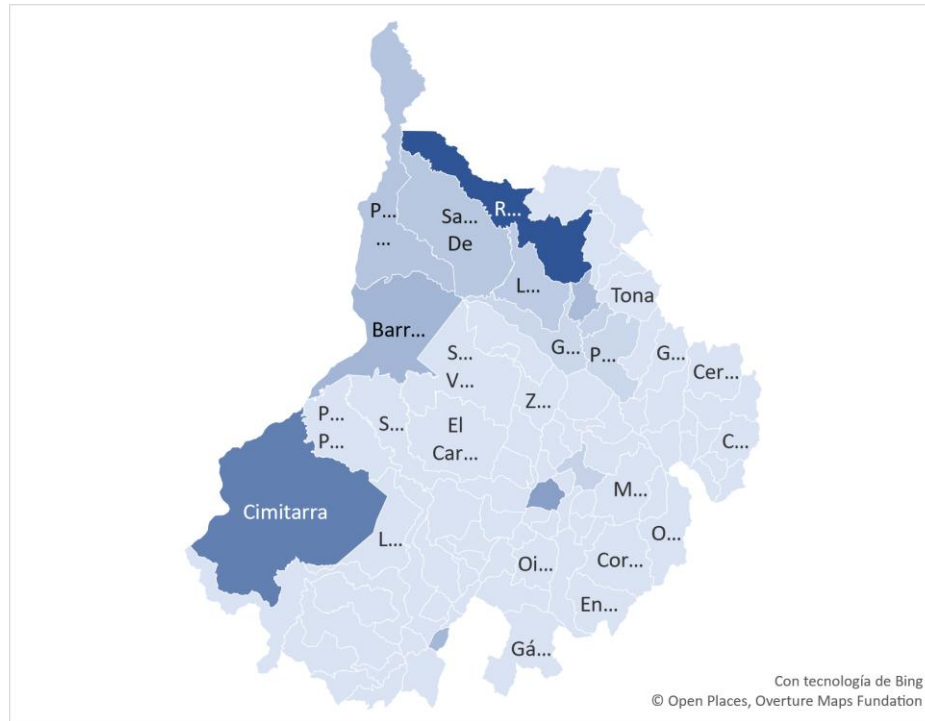 P...
...
Sa...
De
R...
L...
Tona
Barr...
G...
P...
G...
Cer...
S...
V...
Z...
P...
P...
S...
El
Car...
C...
Cimitarra
M...
L...
Oi...
Cor...
O...
En...
Gá...
Con tecnología de Bing
© Open Places, Overture Maps Fundation